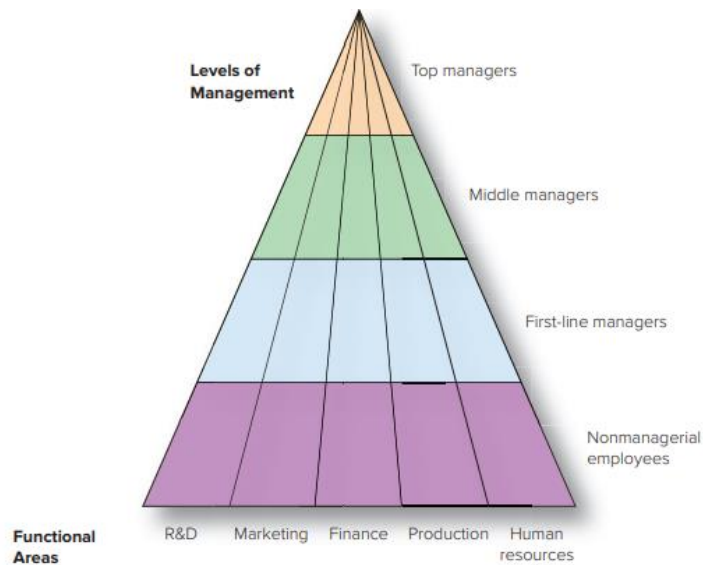 Levels of
Management
Top managers
Middle managers
First-line managers
Nonmanagerial
employees
Functional
Areas
R&D
Marketing
Finance
Production
Human
resources